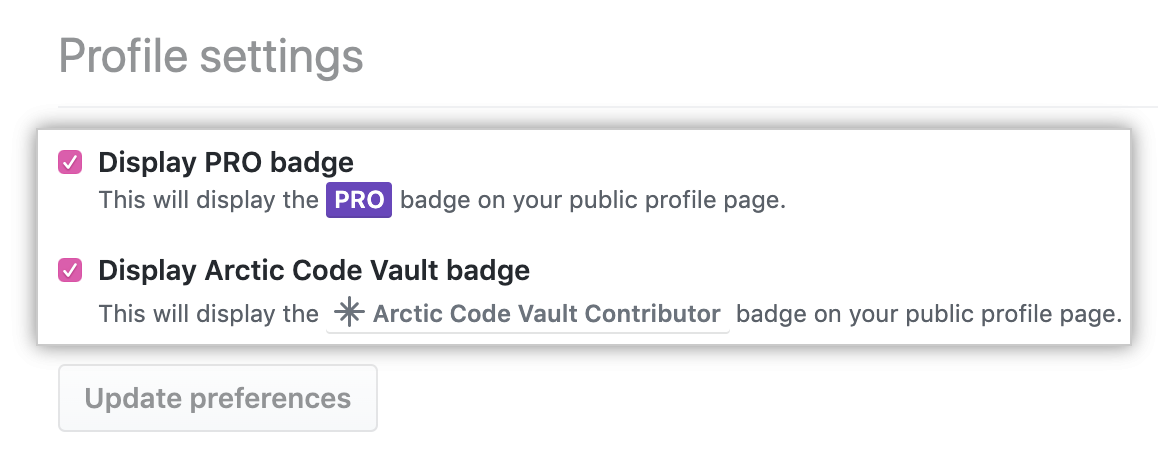 Profile settings
Display PRO badge
This will display the PRO badge on your public profile page.
Display Arctic Code Vault badge
This will display the Arctic Code Vault Contributor badge on your public profile page.
Update preferences